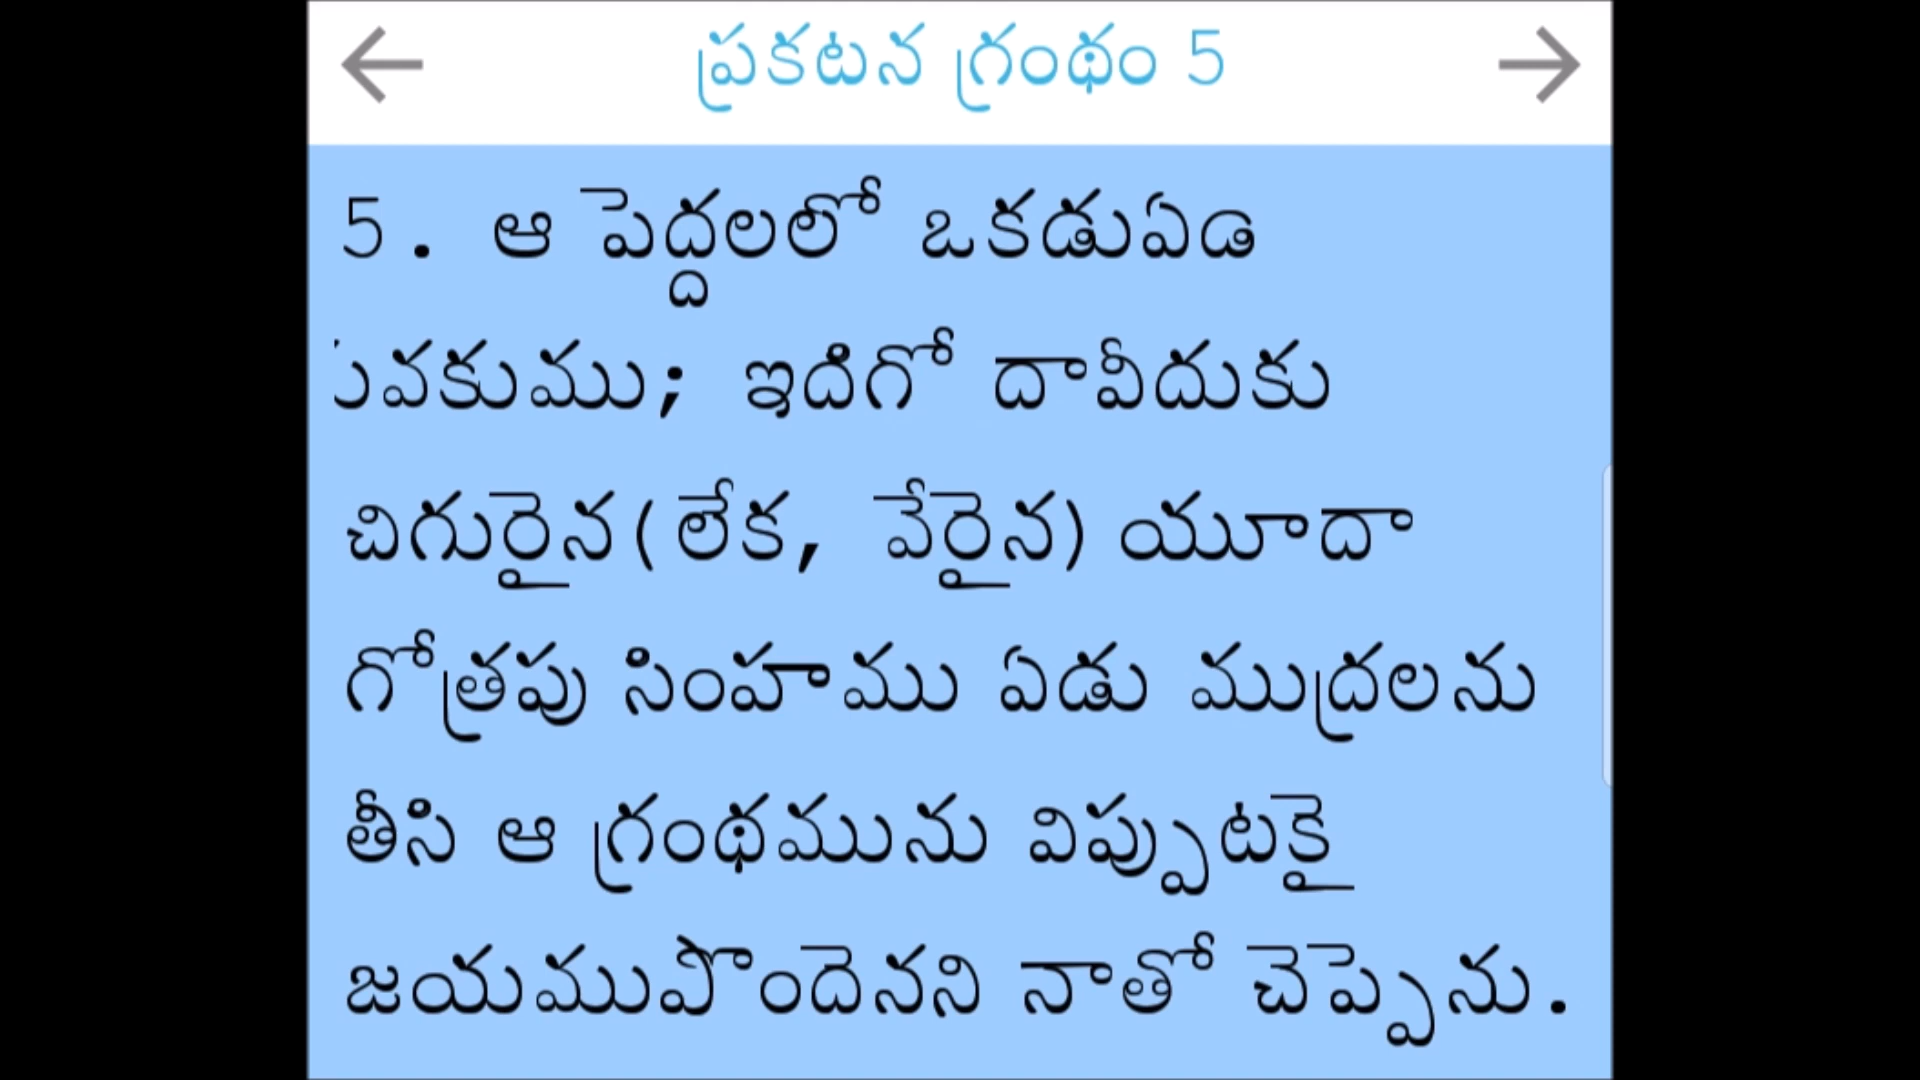 ప్రకటన గ్రంథం 5
5. ఆ పెద్దలలో ఒకడుఏడ
ువకుము; ఇదిగో దావీదుకు
చిగురైన(లేక, వేరైన) యూదా
గోత్రపు సింహము ఏడు ముద్రలను
తీసి ఆ గ్రంథమును విప్పుటకై
జయముపొందెనని నాతో చెప్పెను.